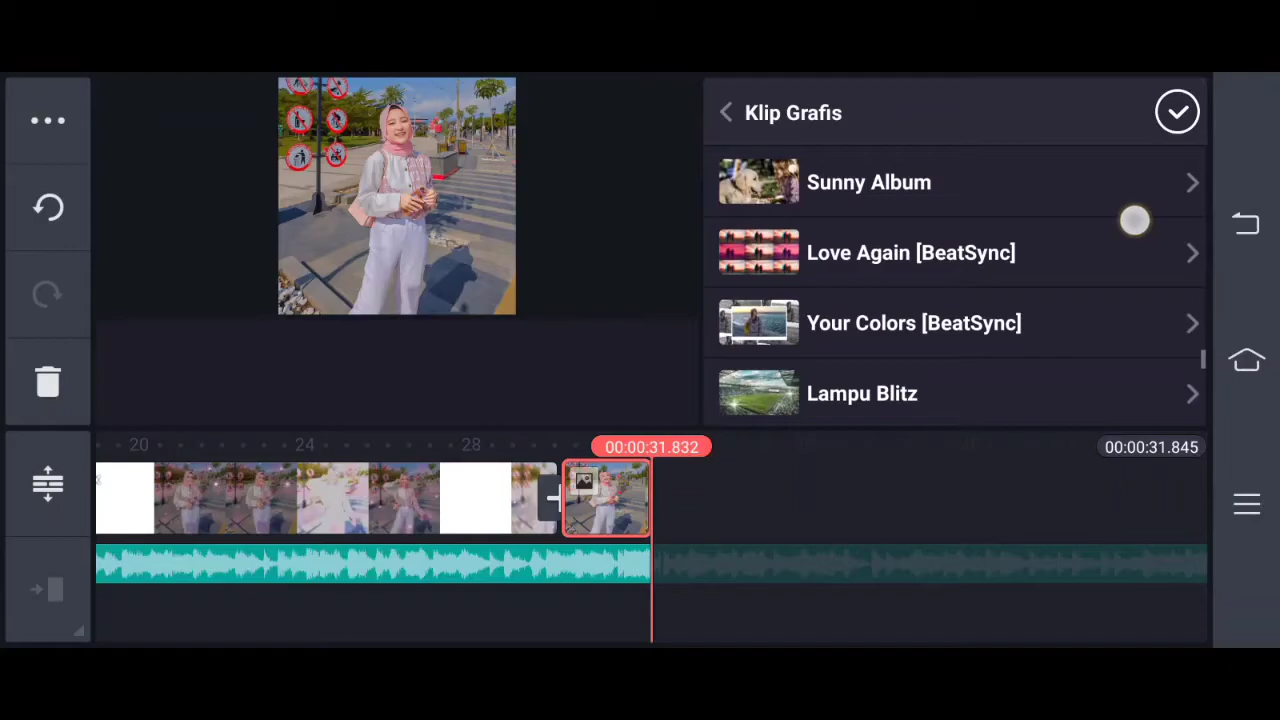 Klip Grafis
Sunny Album
Love Again [BeatSync]
Your Colors [BeatSync]
Lampu Blitz
20
24
28
00:00:31.832
00:00:31.845